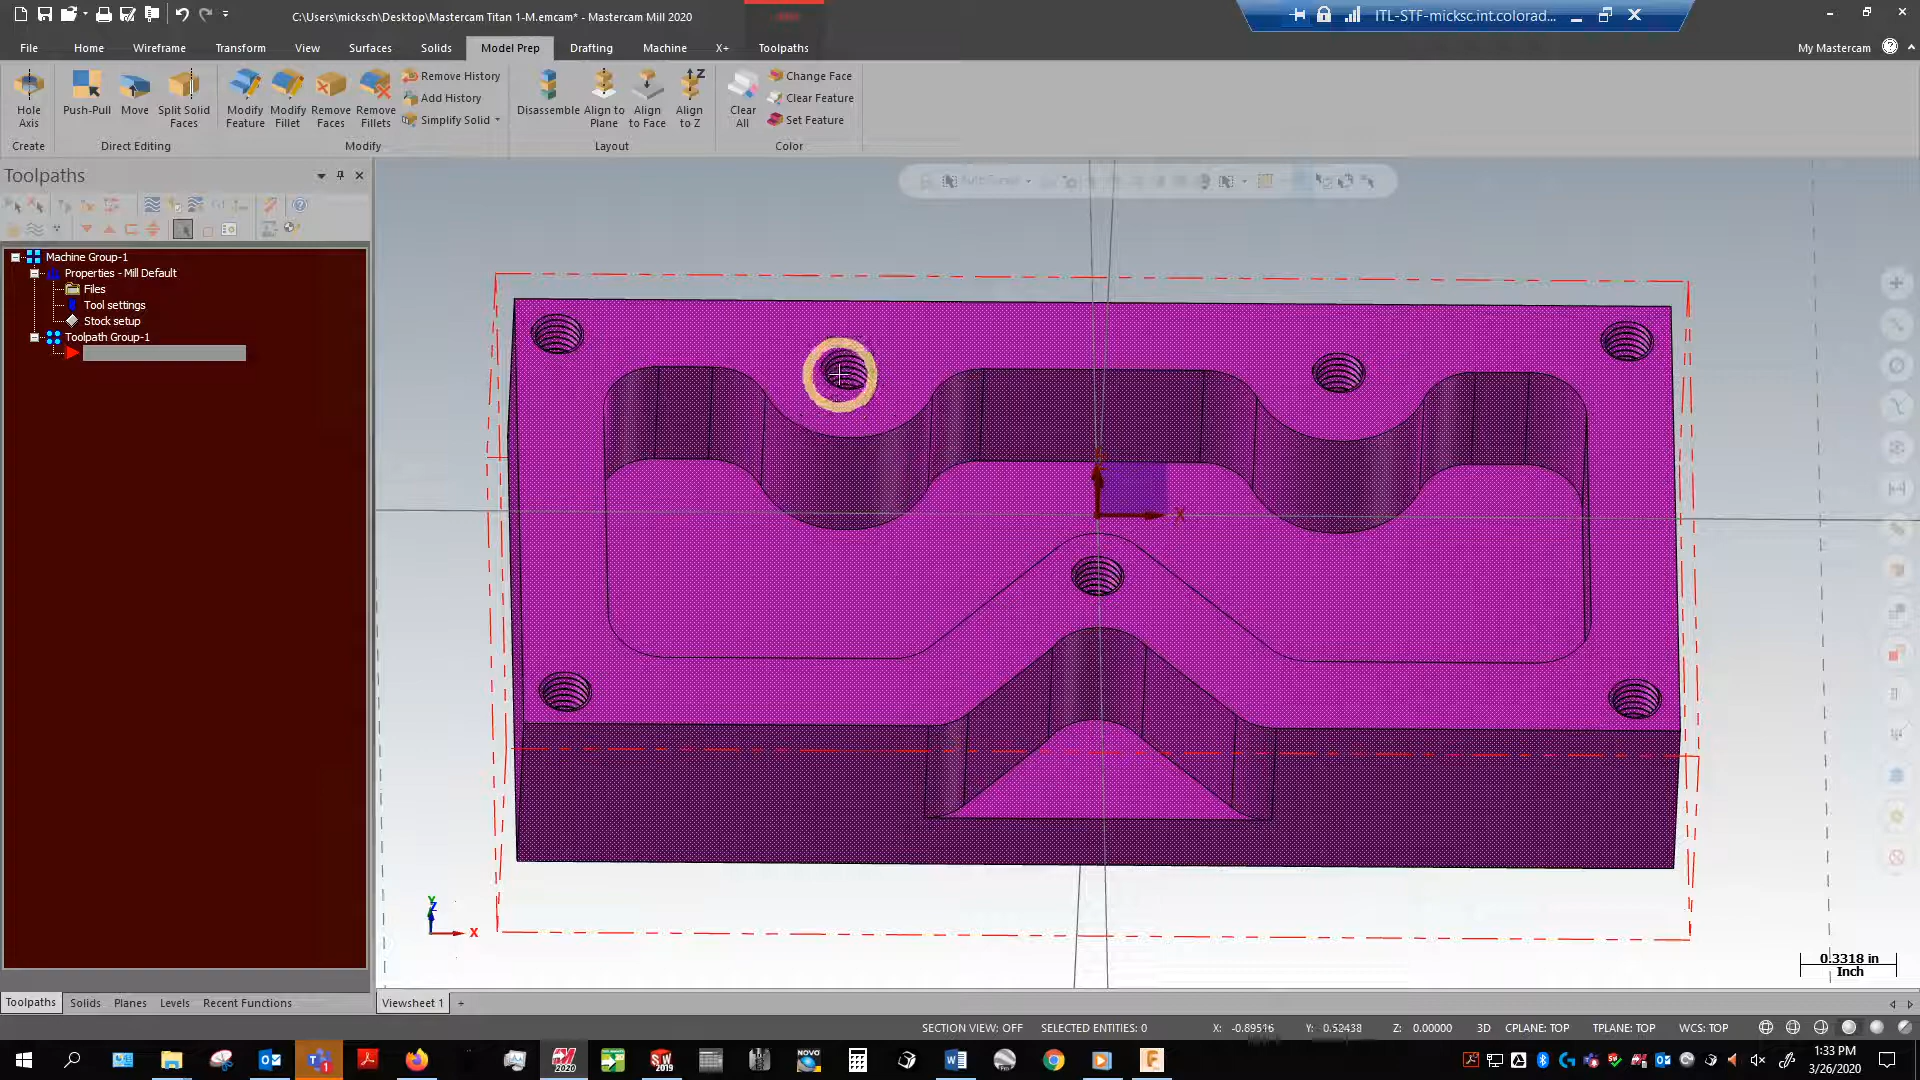 C:\Users\micksch\Desktop\Mastercam Titan 1-M.emcam* - Mastercam Mill 2020
ITL-STF-micksc.int.colorad...
File Home Wireframe Transform View Surfaces Solids Model Prep Drafting Machine X+ Toolpaths My Mastercam
Hole Axis
Push-Pull
Move
Split Solid Faces
Modify Feature
Modify Fillet
Remove Faces
Remove Fillets
Remove History
Add History
Simplify Solid
Disassemble
Align to Plane
Align to Face
Align to Z
Clear All
Change Face
Clear Feature
Set Feature
Create Direct Editing Modify Layout Color
Toolpaths
Machine Group-1
Properties - Mill Default
Files
Tool settings
Stock setup
Toolpath Group-1
X
Y
Z
X
0.3318 in
Inch
Toolpaths Solids Planes Levels Recent Functions
Viewsheet 1 +
SECTION VIEW: OFF SELECTED ENTITIES: 0 X: -0.89596 Y: 0.52438 Z: 0.00000 3D CPLANE: TOP TPLANE: TOP WCS: TOP
1:33 PM
3/26/2020